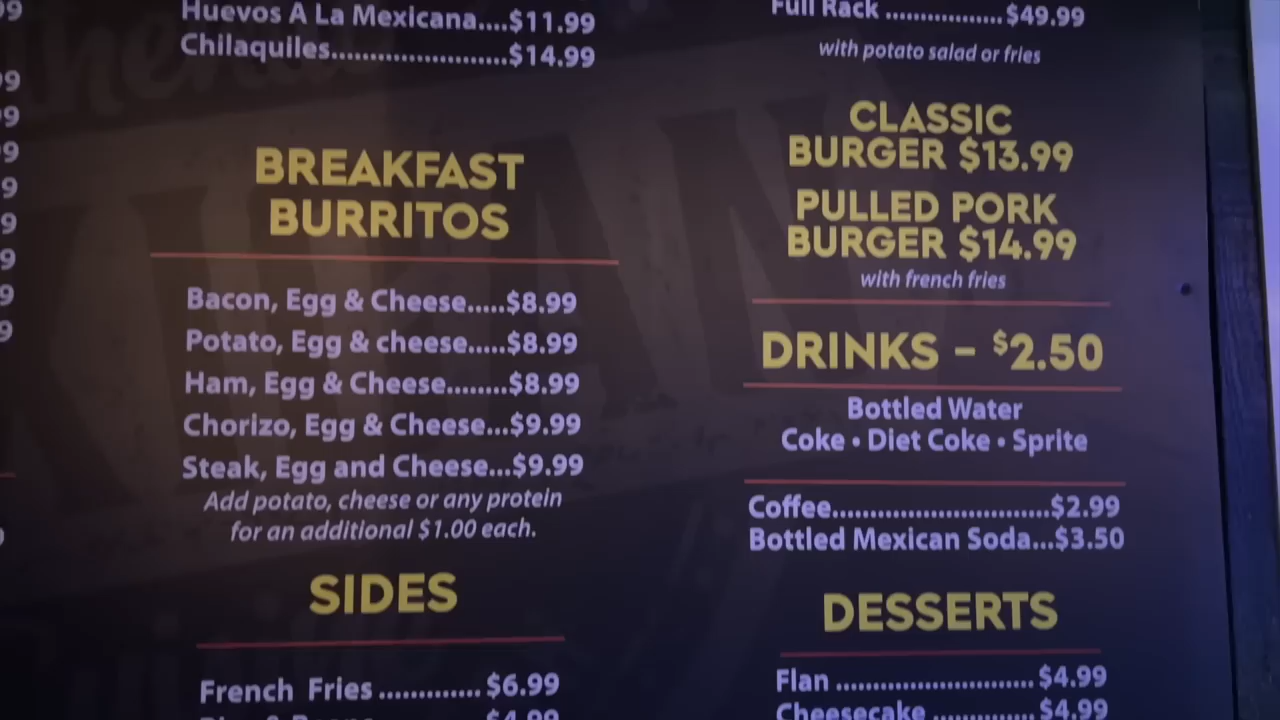 Huevos A La Mexicana....$11.99
Chilaquiles......................$14.99
BREAKFAST
BURRITOS
Bacon, Egg & Cheese.....$8.99
Potato, Egg & cheese.....$8.99
Ham, Egg & Cheese........$8.99
Chorizo, Egg & Cheese...$9.99
Steak, Egg and Cheese...$9.99
Add potato, cheese or any protein
for an additional $1.00 each.
SIDES
French Fries ............. $6.99
$4.99
Full Rack .................$49.99
with potato salad or fries
CLASSIC
BURGER $13.99
PULLED PORK
BURGER $14.99
with french fries
DRINKS – $2.50
Bottled Water
Coke • Diet Coke • Sprite
Coffee..............................$2.99
Bottled Mexican Soda...$3.50
DESSERTS
Flan ......................... $4.99
Cheesecake ............. $4.99